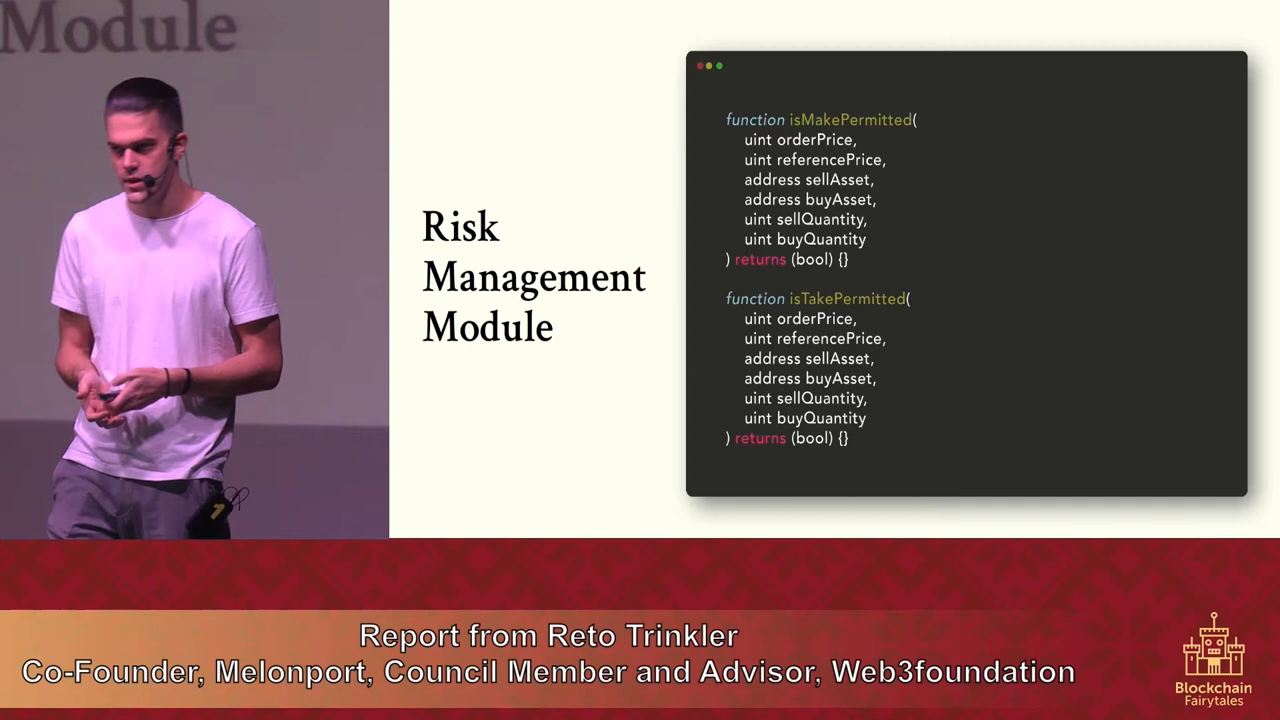 Module
Risk
Management
Module
function isMakePermitted(
uint orderPrice,
uint referencePrice,
address sellAsset,
address buyAsset,
uint sellQuantity,
uint buyQuantity
) returns (bool) {}
function isTakePermitted(
uint orderPrice,
uint referencePrice,
address sellAsset,
address buyAsset,
uint sellQuantity,
uint buyQuantity
) returns (bool) {}
Report from Reto Trinkler
Co-Founder, Melonport, Council Member and Advisor, Web3foundation
Blockchain
Fairytales
1